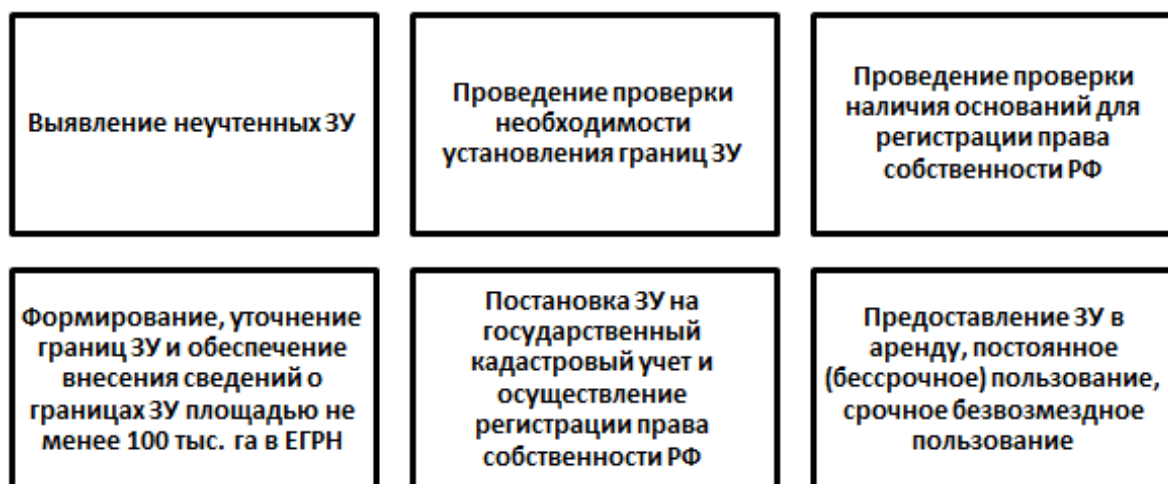 Выявление неучтенных ЗУ
Проведение проверки
необходимости
установления границ ЗУ
Проведение проверки
наличия оснований для
регистрации права
собственности РФ
Формирование, уточнение
границ ЗУ и обеспечение
внесения сведений о
границах ЗУ площадью не
менее 100 тыс. га в ЕГРН
Постановка ЗУ на
государственный
кадастровый учет и
осуществление
регистрации права
собственности РФ
Предоставление ЗУ в
аренду, постоянное
(бессрочное) пользование,
срочное безвозмездное
пользование